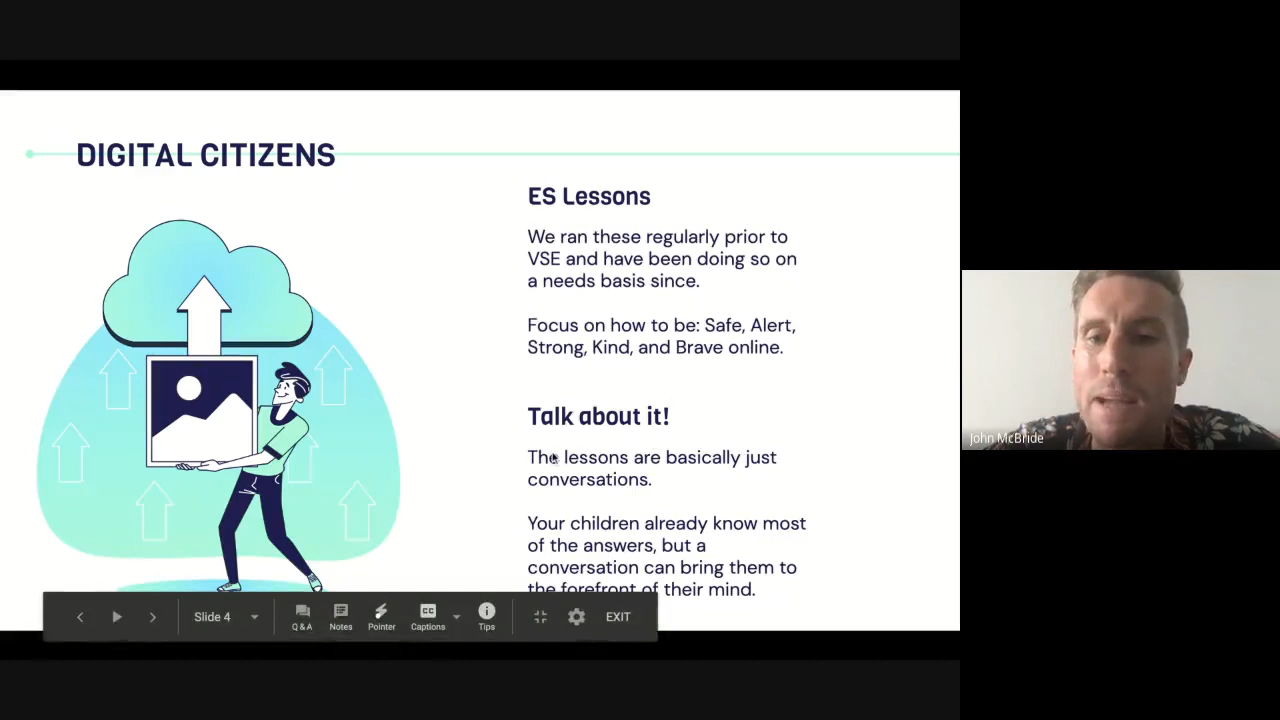 DIGITAL CITIZENS
ES Lessons
We ran these regularly prior to
VSE and have been doing so on
a needs basis since.
Focus on how to be: Safe, Alert,
Strong, Kind, and Brave online.
Talk about it!
The lessons are basically just
conversations.
Your children already know most
of the answers, but a
conversation can bring them to
the forefront of their mind.
Slide 4
Q & A
Notes
Pointer
CC
Captions
Tips
EXIT
John McBride